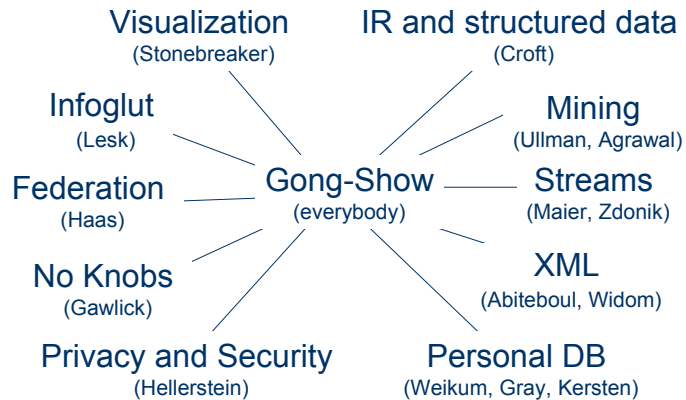 Visualization
(Stonebreaker)
IR and structured data
(Croft)
Infoglut
(Lesk)
Mining
(Ullman, Agrawal)
Federation
(Haas)
Gong-Show
(everybody)
Streams
(Maier, Zdonik)
No Knobs
(Gawlick)
XML
(Abiteboul, Widom)
Privacy and Security
(Hellerstein)
Personal DB
(Weikum, Gray, Kersten)